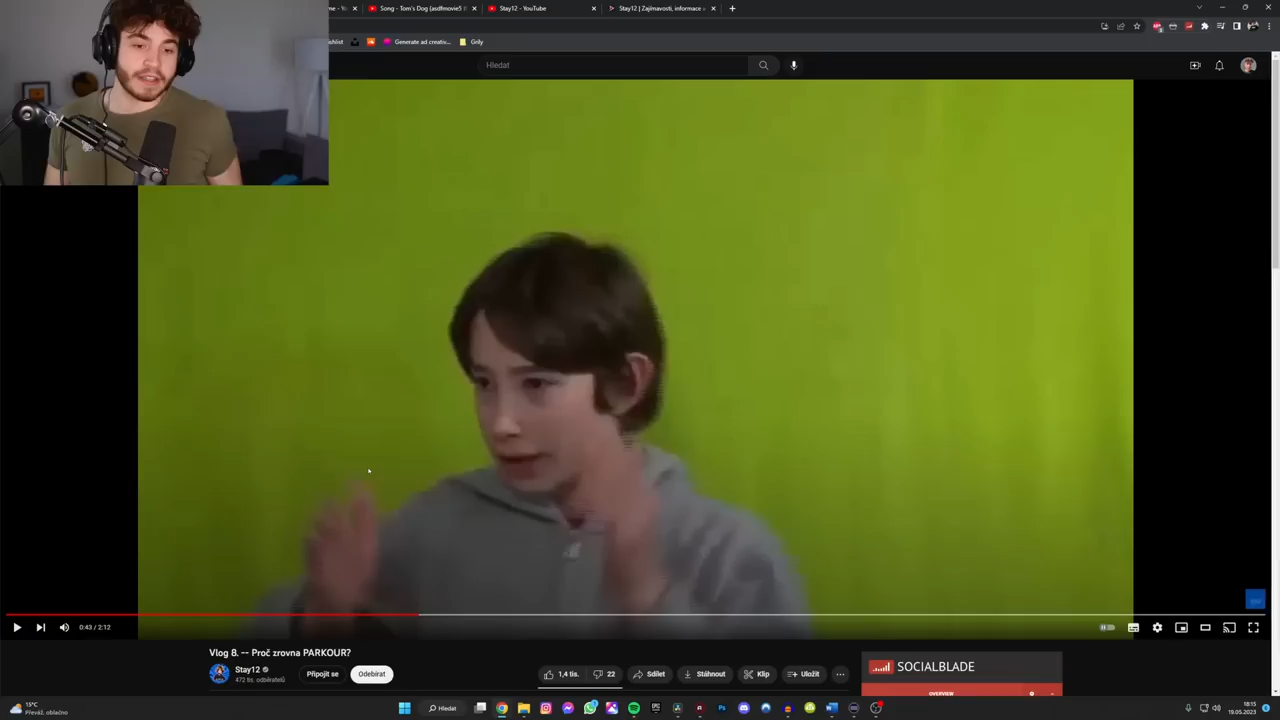 Song - Tom's Dog (asdfmovie5
Stay12 - YouTube
Stay12 | Zajímavosti, informace
Generate ad creativ...
Grily
Hledat
0:43 / 2:12
Vlog 8. -- Proč zrovna PARKOUR?
Stay12
472 tis. odběratelů
Připojit se
Odebírat
1,4 tis.
22
Sdílet
Stáhnout
Klip
Uložit
SOCIALBLADE
OVERVIEW
15°C
Převáž. oblačno
Hledat
18:15
19.05.2023